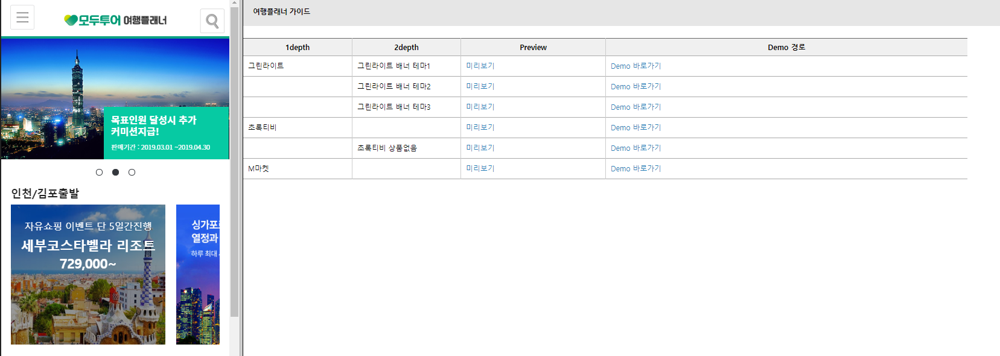 모두투어 여행플래너
목표인원 달성시 추가
커미션지급!
판매기간 : 2019.03.01 ~2019.04.30
인천/김포출발
자유쇼핑 이벤트 단 5일간진행
세부코스타벨라 리조트
729,000~
싱가포
열정과
하루 최대
여행플래너 가이드
1depth 2depth Preview Demo 경로
그린라이트 그린라이트 배너 테마1 미리보기 Demo 바로가기
그린라이트 배너 테마2 미리보기 Demo 바로가기
그린라이트 배너 테마3 미리보기 Demo 바로가기
초록티비 미리보기 Demo 바로가기
초록티비 상품없음 미리보기 Demo 바로가기
M마켓 미리보기 Demo 바로가기